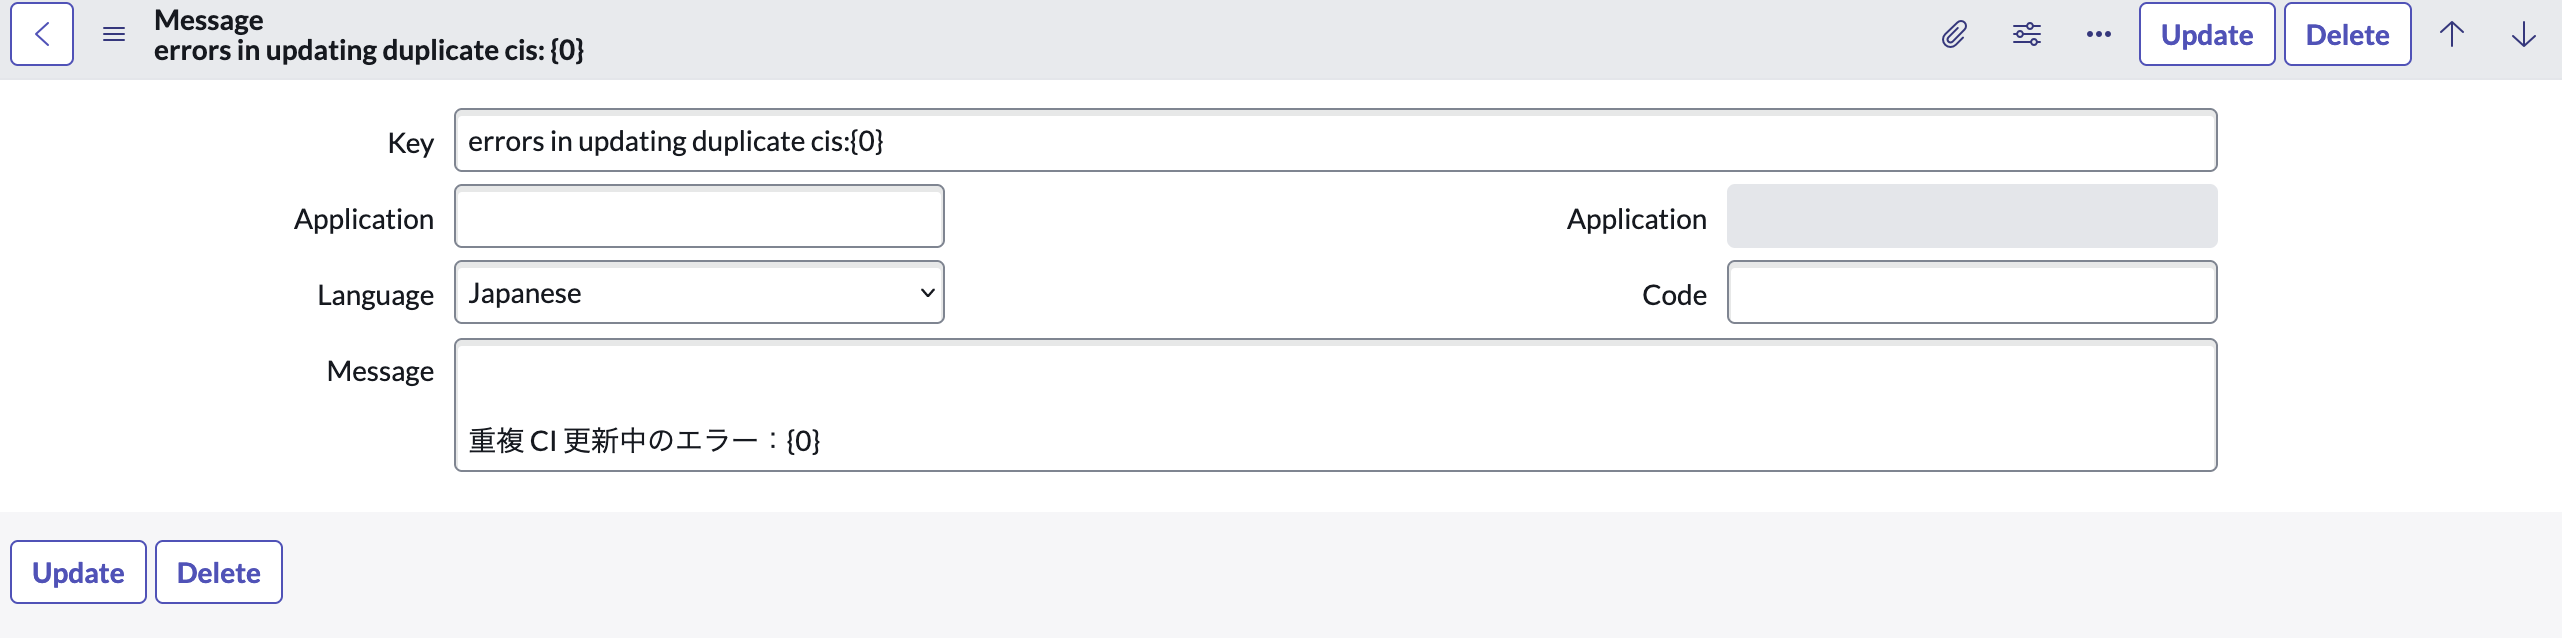 Message
errors in updating duplicate cis: {0}
Update
Delete
Key
errors in updating duplicate cis:{0}
Application
Application
Language
Japanese
Code
Message
重複 CI 更新中のエラー：{0}
Update
Delete